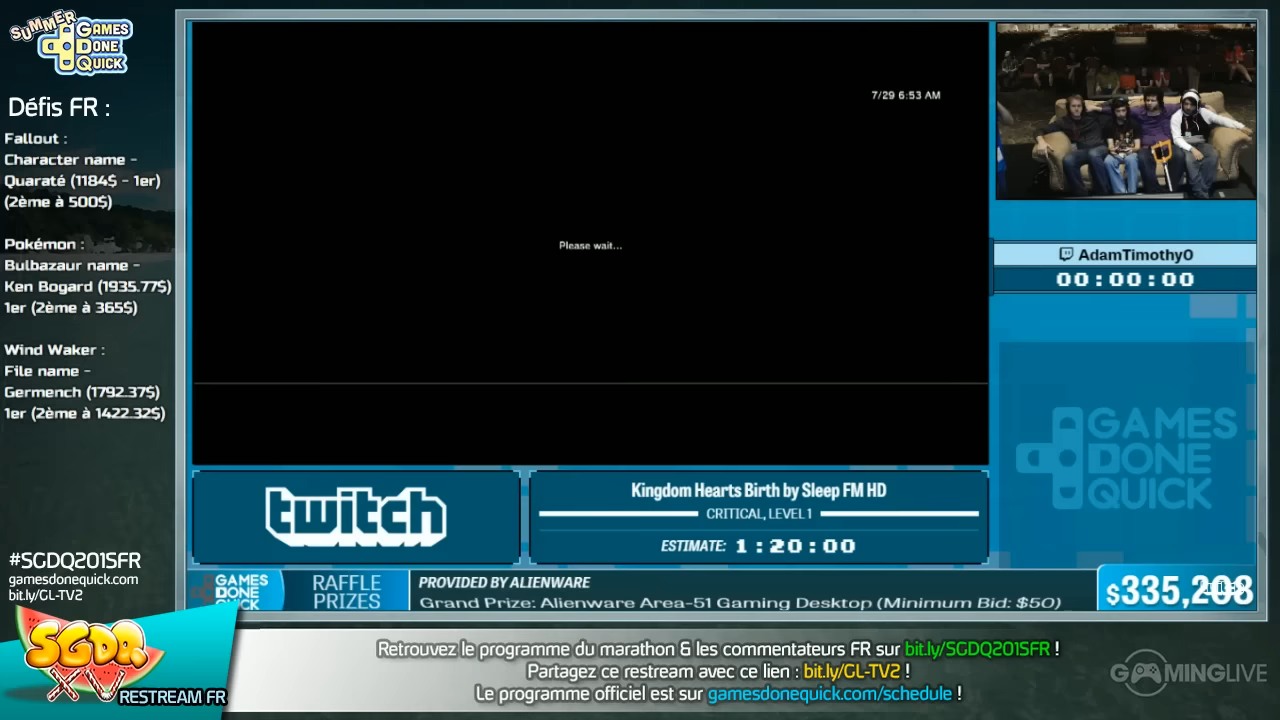 SUMMER
GAMES
DONE
QUICK
Défis FR :
Fallout :
Character name -
Quaraté (1184$ - 1er)
(2ème à 500$)
Pokémon :
Bulbazaur name -
Ken Bogard (1935.77$)
1er (2ème à 365$)
Wind Waker :
File name -
Germench (1792.37$)
1er (2ème à 1422.32$)
#SGDQ2015FR
gamesdonequick.com
bit.ly/GL-TV2
SGDQ
XV
RESTREAM FR
7/29 6:53 AM
Please wait...
AdamTimothy0
00:00:00
GAMES
DONE
QUICK
twitch
Kingdom Hearts Birth by Sleep FM HD
CRITICAL, LEVEL 1
ESTIMATE: 1:20:00
GAMES
DONE
QUICK
RAFFLE
PRIZES
PROVIDED BY ALIENWARE
Grand Prize: Alienware Area-51 Gaming Desktop (Minimum Bid: $50)
$335,208
Retrouvez le programme du marathon & les commentateurs FR sur bit.ly/SGDQ2015FR !
Partagez ce restream avec ce lien : bit.ly/GL-TV2 !
Le programme officiel est sur gamesdonequick.com/schedule !
GAMINGLIVE